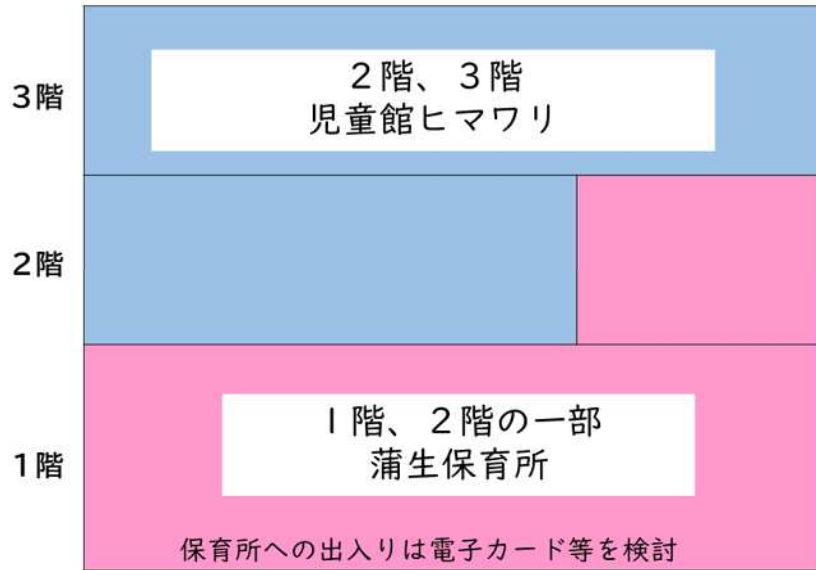 3階
２階、３階
児童館ヒマワリ
2階
１階、２階の一部
蒲生保育所
1階
保育所への出入りは電子カード等を検討